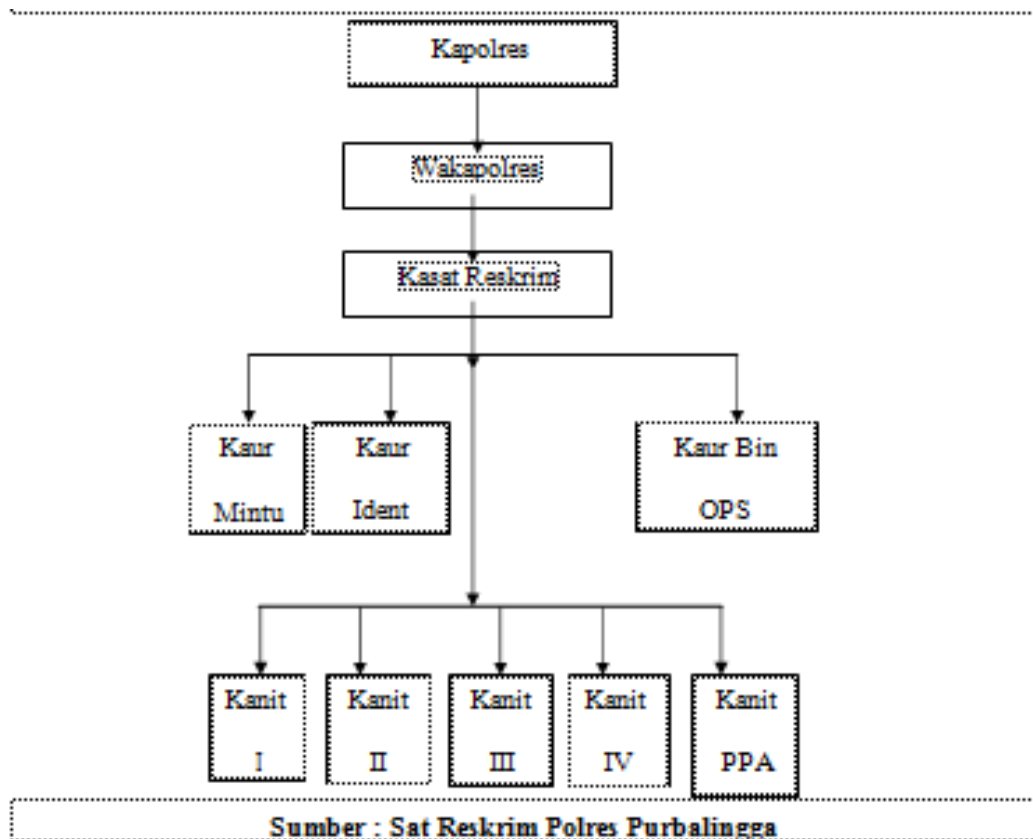 Kapolres
Wakapolres
Kasat Reskrim
Kaur
Mintu
Kaur
Ident
Kaur Bin
OPS
Kanit
I
Kanit
II
Kanit
III
Kanit
IV
Kanit
PPA
Sumber : Sat Reskrim Polres Purbalingga